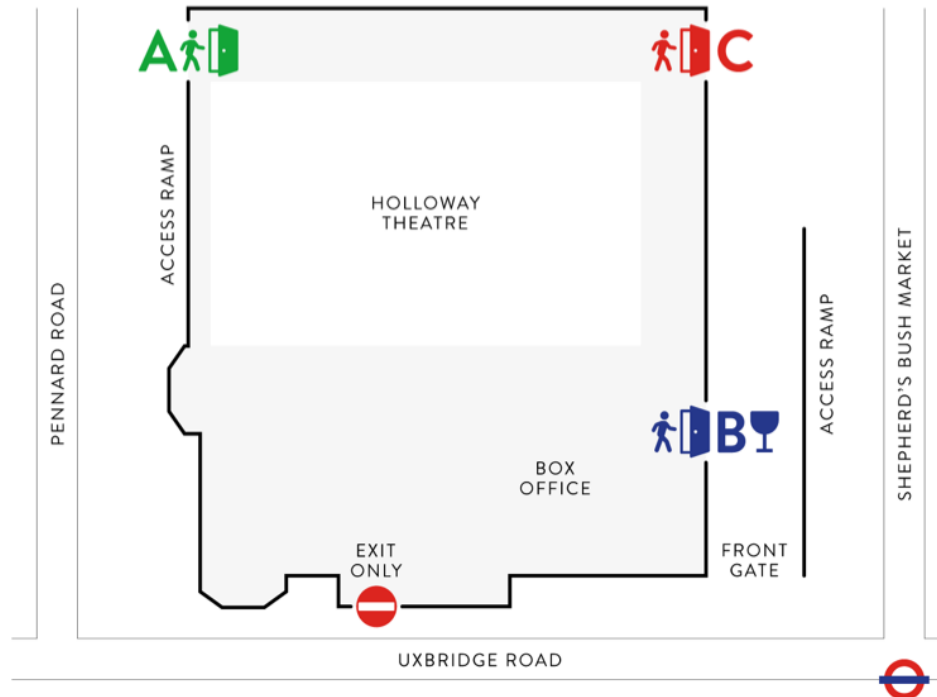 A
C
ACCESS RAMP
HOLLOWAY
THEATRE
PENNARD ROAD
SHEPHERD'S BUSH MARKET
ACCESS RAMP
B
BOX
OFFICE
EXIT
ONLY
FRONT
GATE
UXBRIDGE ROAD